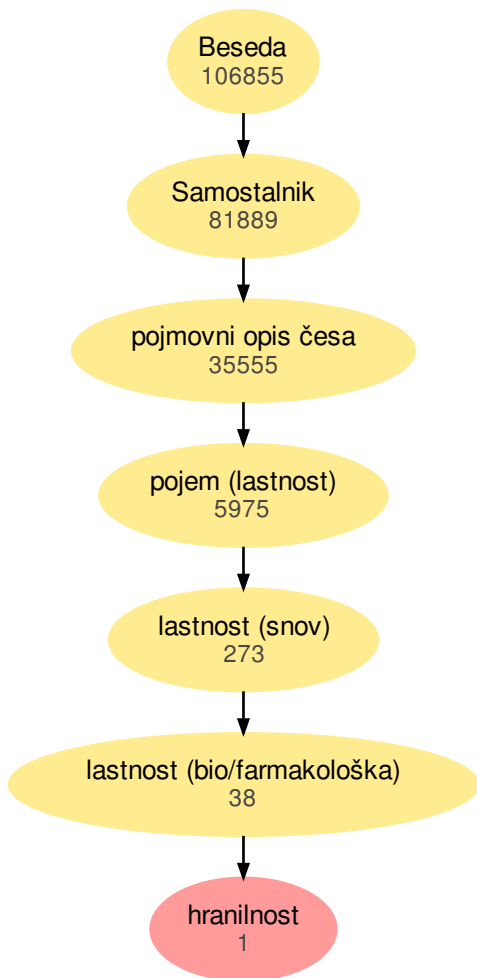 Beseda
106855
Samostalnik
81889
pojmovni opis česa
35555
pojem (lastnost)
5975
lastnost (snov)
273
lastnost (bio/farmakološka)
38
hranilnost
1